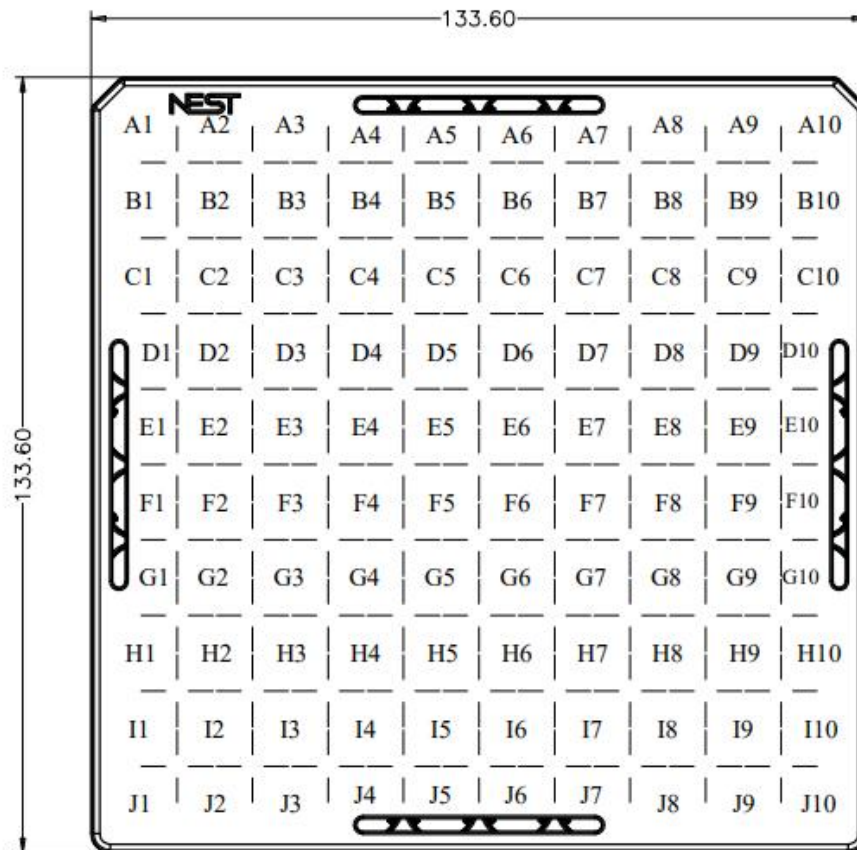 133.60
NEST
A1 A2 A3 A4 A5 A6 A7 A8 A9 A10
B1 B2 B3 B4 B5 B6 B7 B8 B9 B10
C1 C2 C3 C4 C5 C6 C7 C8 C9 C10
D1 D2 D3 D4 D5 D6 D7 D8 D9 D10
E1 E2 E3 E4 E5 E6 E7 E8 E9 E10
133.60
F1 F2 F3 F4 F5 F6 F7 F8 F9 F10
G1 G2 G3 G4 G5 G6 G7 G8 G9 G10
H1 H2 H3 H4 H5 H6 H7 H8 H9 H10
I1 I2 I3 I4 I5 I6 I7 I8 I9 I10
J1 J2 J3 J4 J5 J6 J7 J8 J9 J10